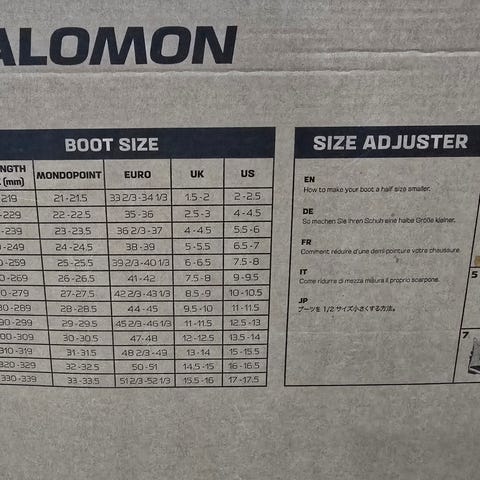 ALOMON
BOOT SIZE
NGTH (mm) MONDOPOINT EURO UK US
-219 21-21.5 33 2/3-34 1/3 1.5-2 2-2.5
-229 22-22.5 35-36 2.5-3 4-4.5
-239 23-23.5 36 2/3-37 4-4.5 5.5-6
0-249 24-24.5 38-39 5-5.5 6.5-7
0-259 25-25.5 39 2/3-40 1/3 6-6.5 7.5-8
26-26.5 41-42 7.5-8 9-9.5
0-279 27-27.5 42 2/3-43 1/3 8.5-9 10-10.5
80-289 28-28.5 44-45 9.5-10 11-11.5
90-299 29-29.5 45 2/3-46 1/3 11-11.5 12.5-13
00-309 30-30.5 47-48 12-12.5 13.5-14
310-319 31-31.5 48 2/3-49 13-14 15-15.5
320-329 32-32.5 50-51 14.5-15 16-16.5
330-339 33-33.5 51 2/3-52 1/3 15.5-16 17-17.5
SIZE ADJUSTER
EN
How to make your boot a half size smaller.
DE
So machen Sie Ihren Schuh eine halbe Größe kleiner.
FR
Comment réduire d'une demi-pointure votre chaussure.
IT
Come ridurre di mezza misura il proprio scarpone.
JP
ブーツを 1/2 サイズ小さくする方法。
5
7